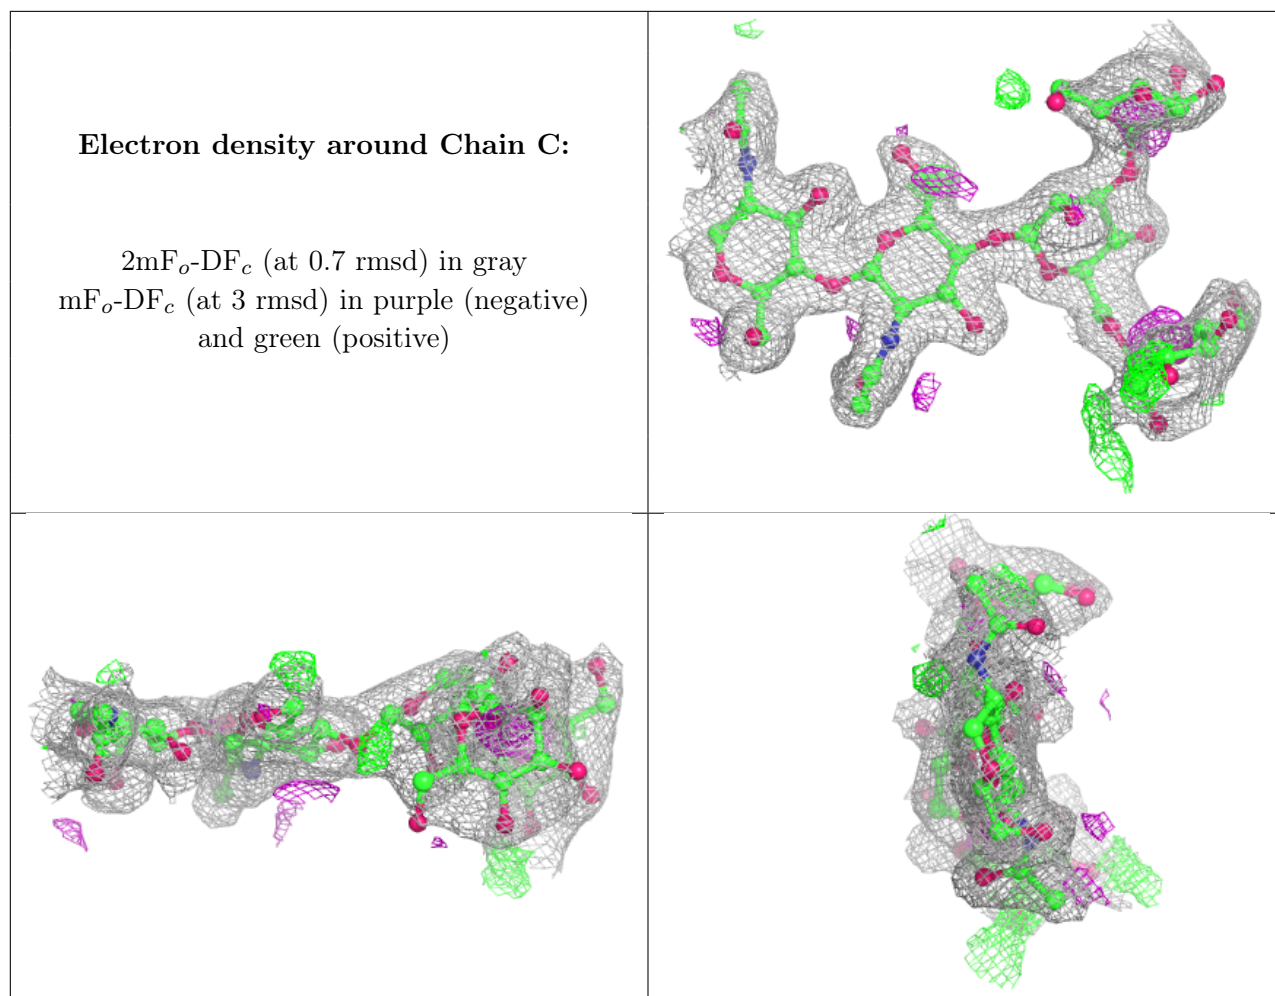 Electron density around Chain C:
2mFo-DFc (at 0.7 rmsd) in gray
mFo-DFc (at 3 rmsd) in purple (negative)
and green (positive)